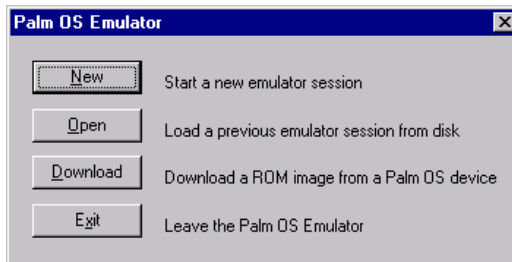 Palm OS Emulator
New Start a new emulator session
Open Load a previous emulator session from disk
Download Download a ROM image from a Palm OS device
Exit Leave the Palm OS Emulator